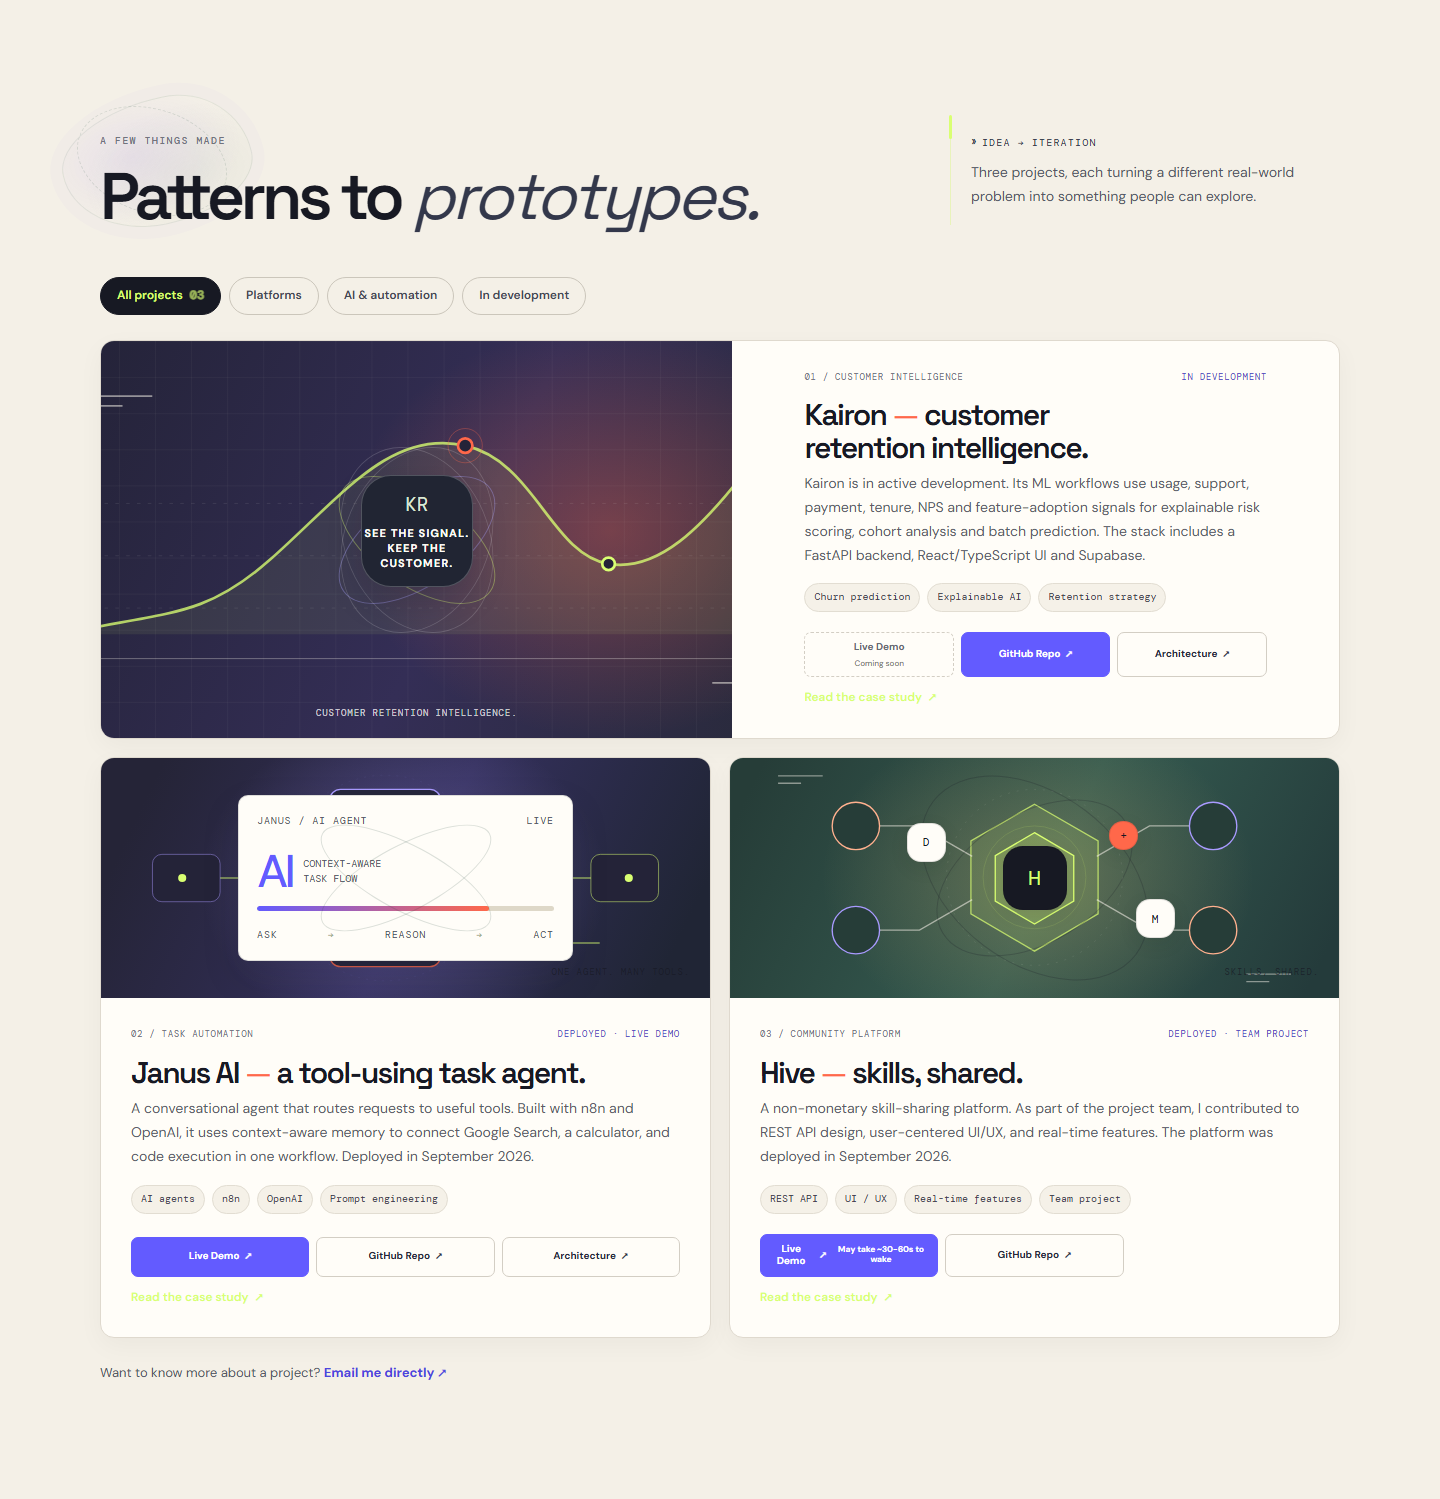 A FEW THINGS MADE
Patterns to prototypes.
» IDEA → ITERATION
Three projects, each turning a different real-world
problem into something people can explore.
All projects 03
Platforms
AI & automation
In development
KR
SEE THE SIGNAL.
KEEP THE
CUSTOMER.
CUSTOMER RETENTION INTELLIGENCE.
01 / CUSTOMER INTELLIGENCE
IN DEVELOPMENT
Kairon — customer
retention intelligence.
Kairon is in active development. Its ML workflows use usage, support,
payment, tenure, NPS and feature-adoption signals for explainable risk
scoring, cohort analysis and batch prediction. The stack includes a
FastAPI backend, React/TypeScript UI and Supabase.
Churn prediction
Explainable AI
Retention strategy
Live Demo
Coming soon
GitHub Repo ↗
Architecture ↗
Read the case study ↗
JANUS / AI AGENT
LIVE
AI
CONTEXT-AWARE
TASK FLOW
ASK → REASON → ACT
ONE AGENT. MANY TOOLS.
02 / TASK AUTOMATION
DEPLOYED · LIVE DEMO
Janus AI — a tool-using task agent.
A conversational agent that routes requests to useful tools. Built with n8n and
OpenAI, it uses context-aware memory to connect Google Search, a calculator, and
code execution in one workflow. Deployed in September 2026.
AI agents
n8n
OpenAI
Prompt engineering
Live Demo ↗
GitHub Repo ↗
Architecture ↗
Read the case study ↗
D
+
H
M
SKILLS, SHARED.
03 / COMMUNITY PLATFORM
DEPLOYED · TEAM PROJECT
Hive — skills, shared.
A non-monetary skill-sharing platform. As part of the project team, I contributed to
REST API design, user-centered UI/UX, and real-time features. The platform was
deployed in September 2026.
REST API
UI / UX
Real-time features
Team project
Live
Demo
↗
May take ~30-60s to
wake
GitHub Repo ↗
Read the case study ↗
Want to know more about a project? Email me directly ↗